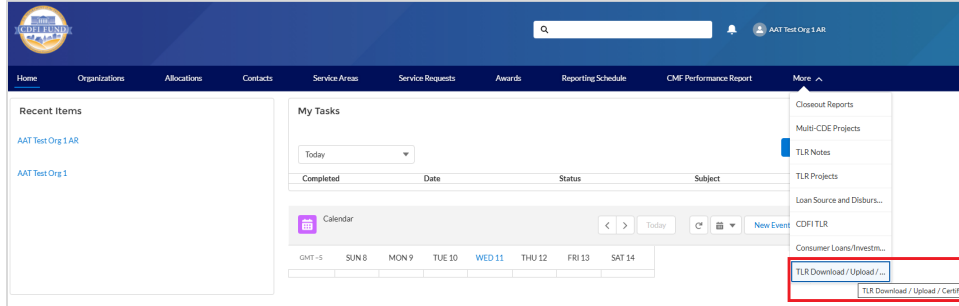 THE
CDFI FUND
AAT Test Org 1 AR
Home Organizations Allocations Contacts Service Areas Service Requests Awards Reporting Schedule CMF Performance Report More
Recent Items
AAT Test Org 1 AR
AAT Test Org 1
My Tasks
Today
Completed Date Status Subject
Calendar
Today
New Event
GMT-5 SUN 8 MON 9 TUE 10 WED 11 THU 12 FRI 13 SAT 14
Closeout Reports
Multi-CDE Projects
TLR Notes
TLR Projects
Loan Source and Disburs...
CDFI TLR
Consumer Loans/Investm...
TLR Download / Upload / ...
TLR Download / Upload / Certif